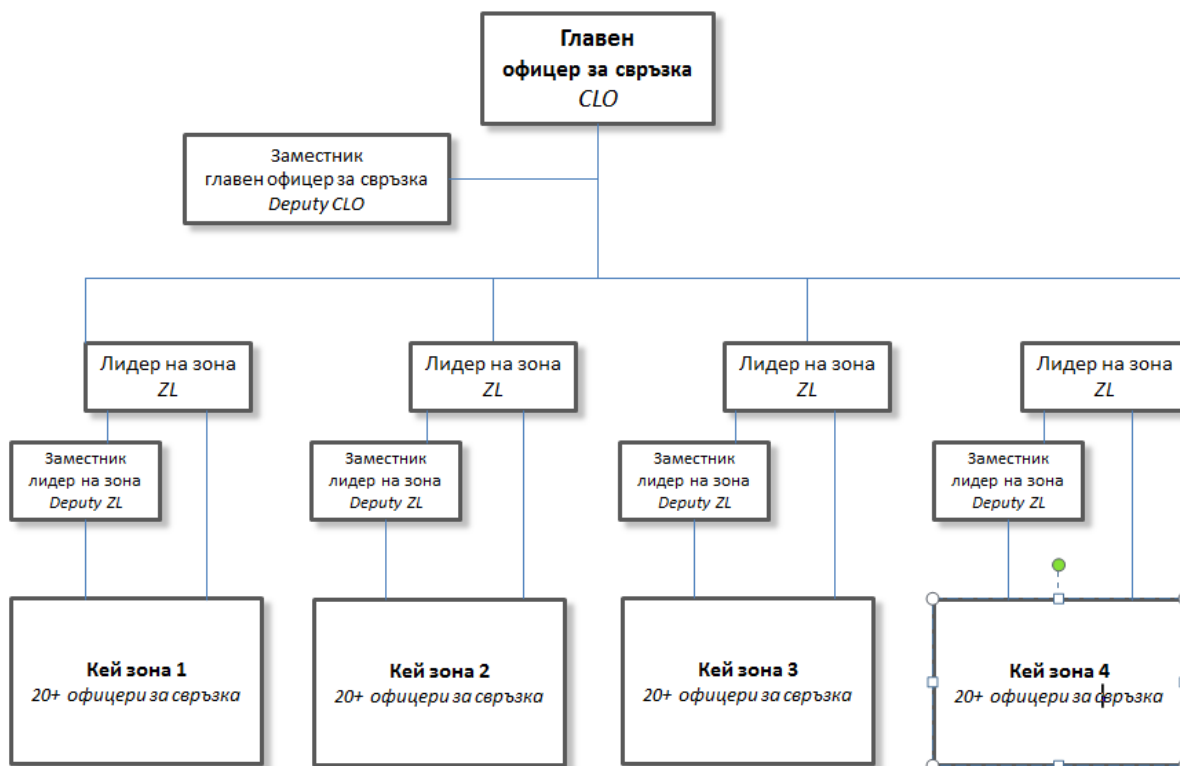 Главен
офицер за свръзка
CLO
Заместник
главен офицер за свръзка
Deputy CLO
Лидер на зона
ZL
Лидер на зона
ZL
Лидер на зона
ZL
Лидер на зона
ZL
Заместник
лидер на зона
Deputy ZL
Заместник
лидер на зона
Deputy ZL
Заместник
лидер на зона
Deputy ZL
Заместник
лидер на зона
Deputy ZL
Кей зона 1
20+ офицери за свръзка
Кей зона 2
20+ офицери за свръзка
Кей зона 3
20+ офицери за свръзка
Кей зона 4
20+ офицери за свръзка